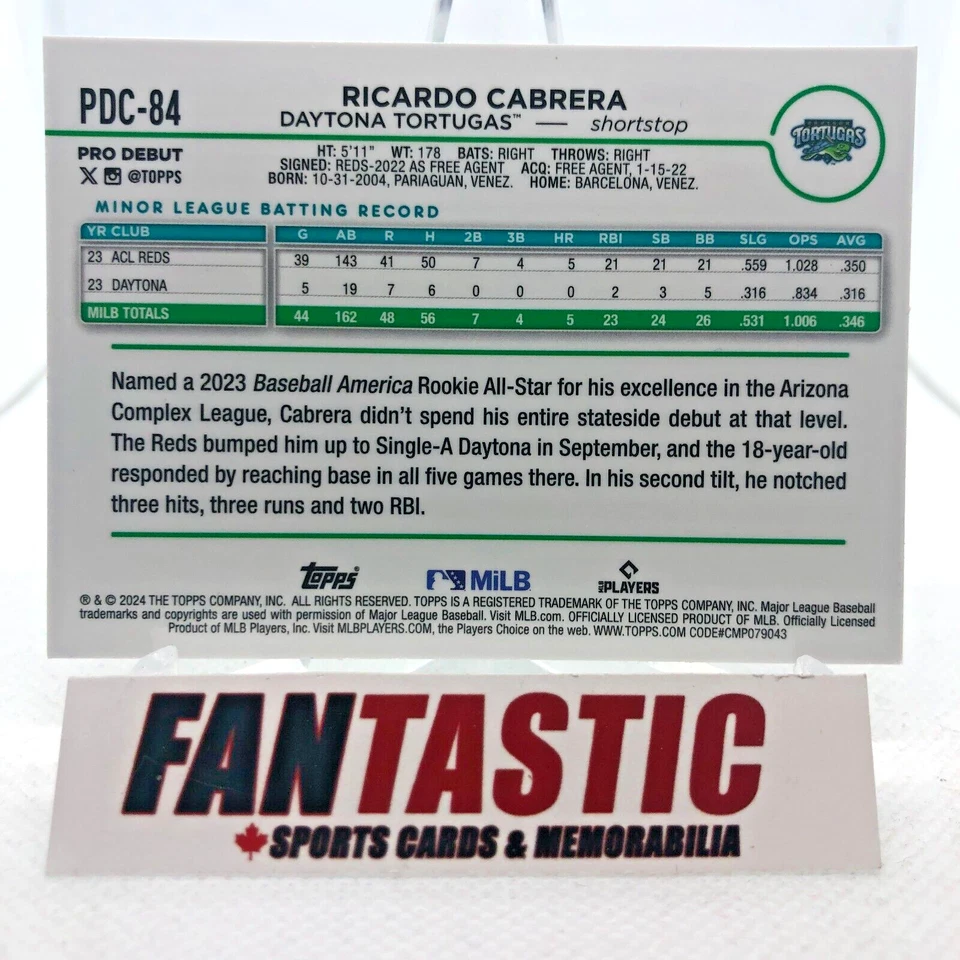 PDC-84
RICARDO CABRERA
DAYTONA TORTUGAS™ — shortstop
TORTUGAS
PRO DEBUT
X @TOPPS
HT: 5'11" WT: 178 BATS: RIGHT THROWS: RIGHT
SIGNED: REDS-2022 AS FREE AGENT ACQ: FREE AGENT, 1-15-22
BORN: 10-31-2004, PARIAGUAN, VENEZ. HOME: BARCELONA, VENEZ.
MINOR LEAGUE BATTING RECORD
YR CLUB G AB R H 2B 3B HR RBI SB BB SLG OPS AVG
23 ACL REDS 39 143 41 50 7 4 5 21 21 21 .559 1.028 .350
23 DAYTONA 5 19 7 6 0 0 0 2 3 5 .316 .834 .316
MILB TOTALS 44 162 48 56 7 4 5 23 24 26 .531 1.006 .346
Named a 2023 Baseball America Rookie All-Star for his excellence in the Arizona
Complex League, Cabrera didn't spend his entire stateside debut at that level.
The Reds bumped him up to Single-A Daytona in September, and the 18-year-old
responded by reaching base in all five games there. In his second tilt, he notched
three hits, three runs and two RBI.
Topps® MiLB MLB PLAYERS
® & © 2024 THE TOPPS COMPANY, INC. ALL RIGHTS RESERVED. TOPPS IS A REGISTERED TRADEMARK OF THE TOPPS COMPANY, INC. Major League Baseball
trademarks and copyrights are used with permission of Major League Baseball. Visit MLB.com. OFFICIALLY LICENSED PRODUCT OF MLB. Officially Licensed
Product of MLB Players, Inc. Visit MLBPLAYERS.COM, the Players Choice on the web. WWW.TOPPS.COM CODE#CMP079043
FANTASTIC
SPORTS CARDS & MEMORABILIA